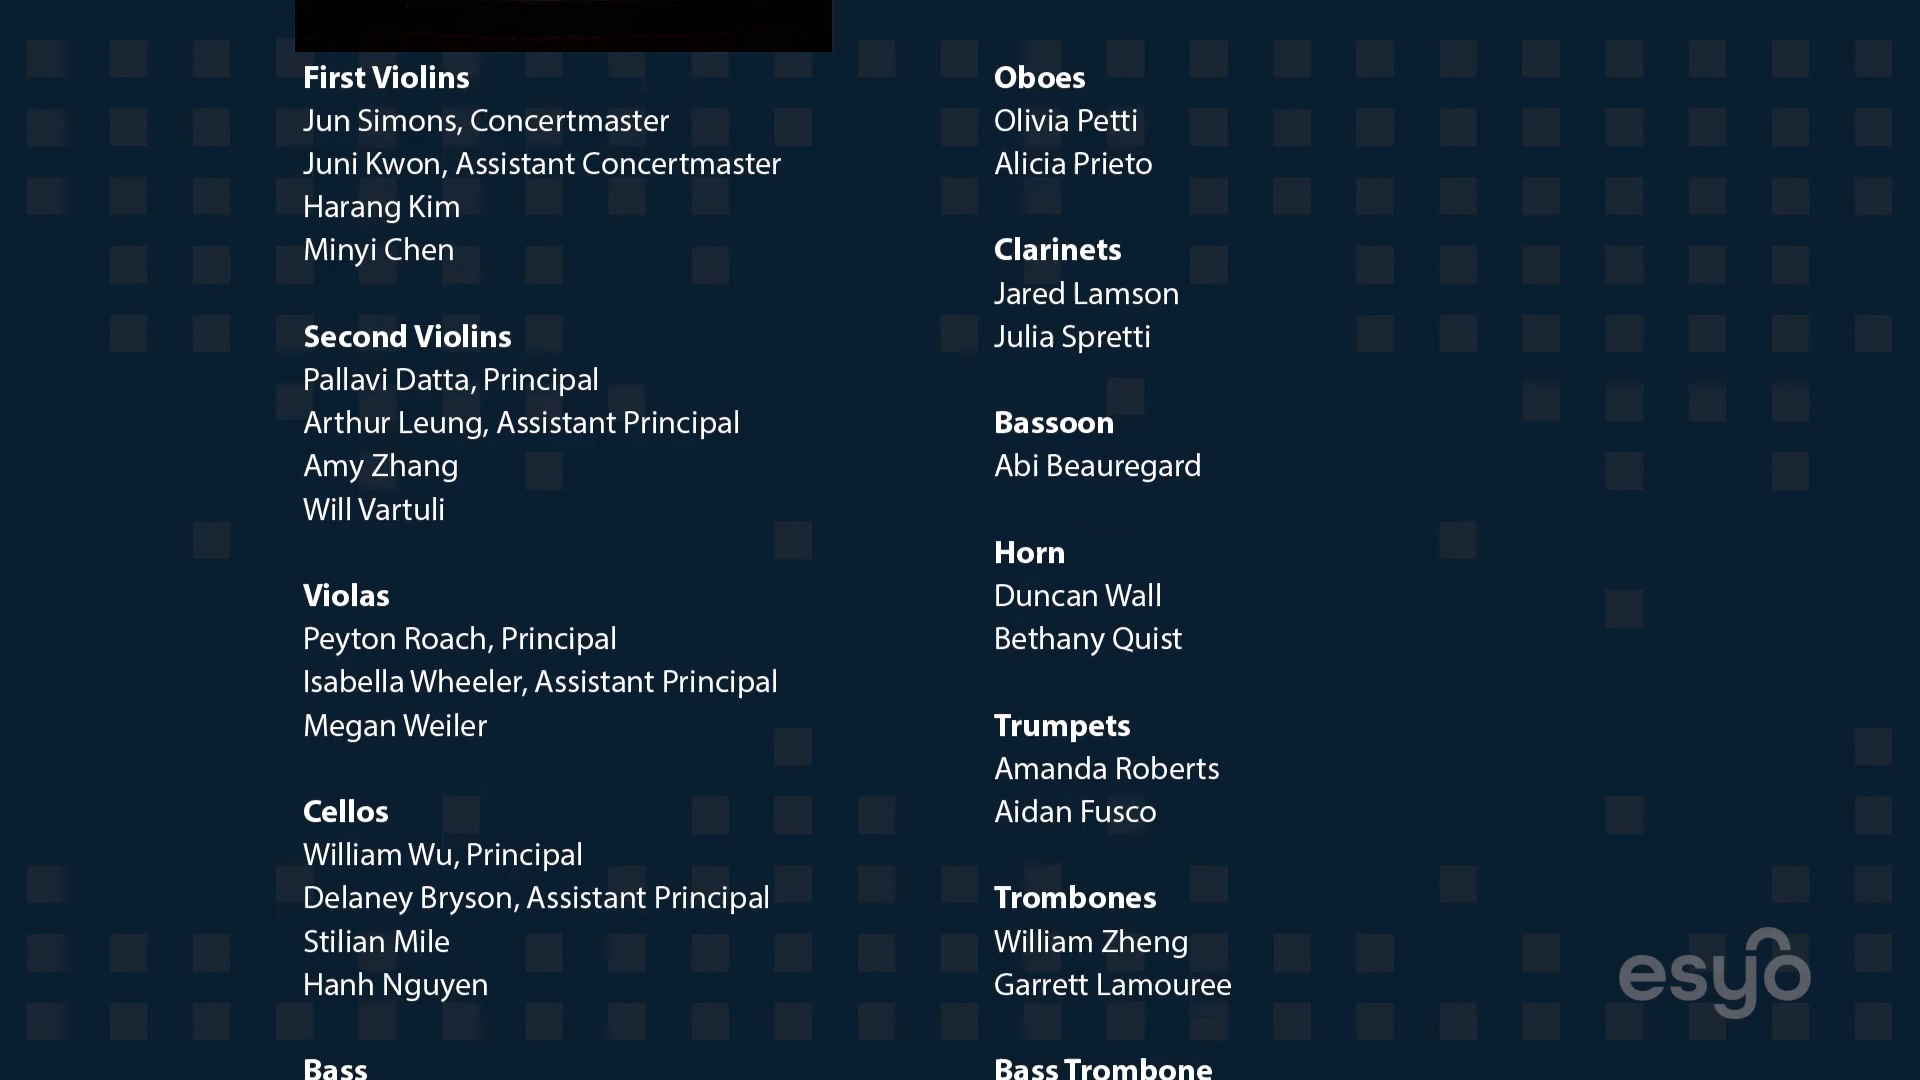 First Violins
Jun Simons, Concertmaster
Juni Kwon, Assistant Concertmaster
Harang Kim
Minyi Chen
Second Violins
Pallavi Datta, Principal
Arthur Leung, Assistant Principal
Amy Zhang
Will Vartuli
Violas
Peyton Roach, Principal
Isabella Wheeler, Assistant Principal
Megan Weiler
Cellos
William Wu, Principal
Delaney Bryson, Assistant Principal
Stilian Mile
Hanh Nguyen
Bass
Oboes
Olivia Petti
Alicia Prieto
Clarinets
Jared Lamson
Julia Spretti
Bassoon
Abi Beauregard
Horn
Duncan Wall
Bethany Quist
Trumpets
Amanda Roberts
Aidan Fusco
Trombones
William Zheng
Garrett Lamouree
Bass Trombone
esyo